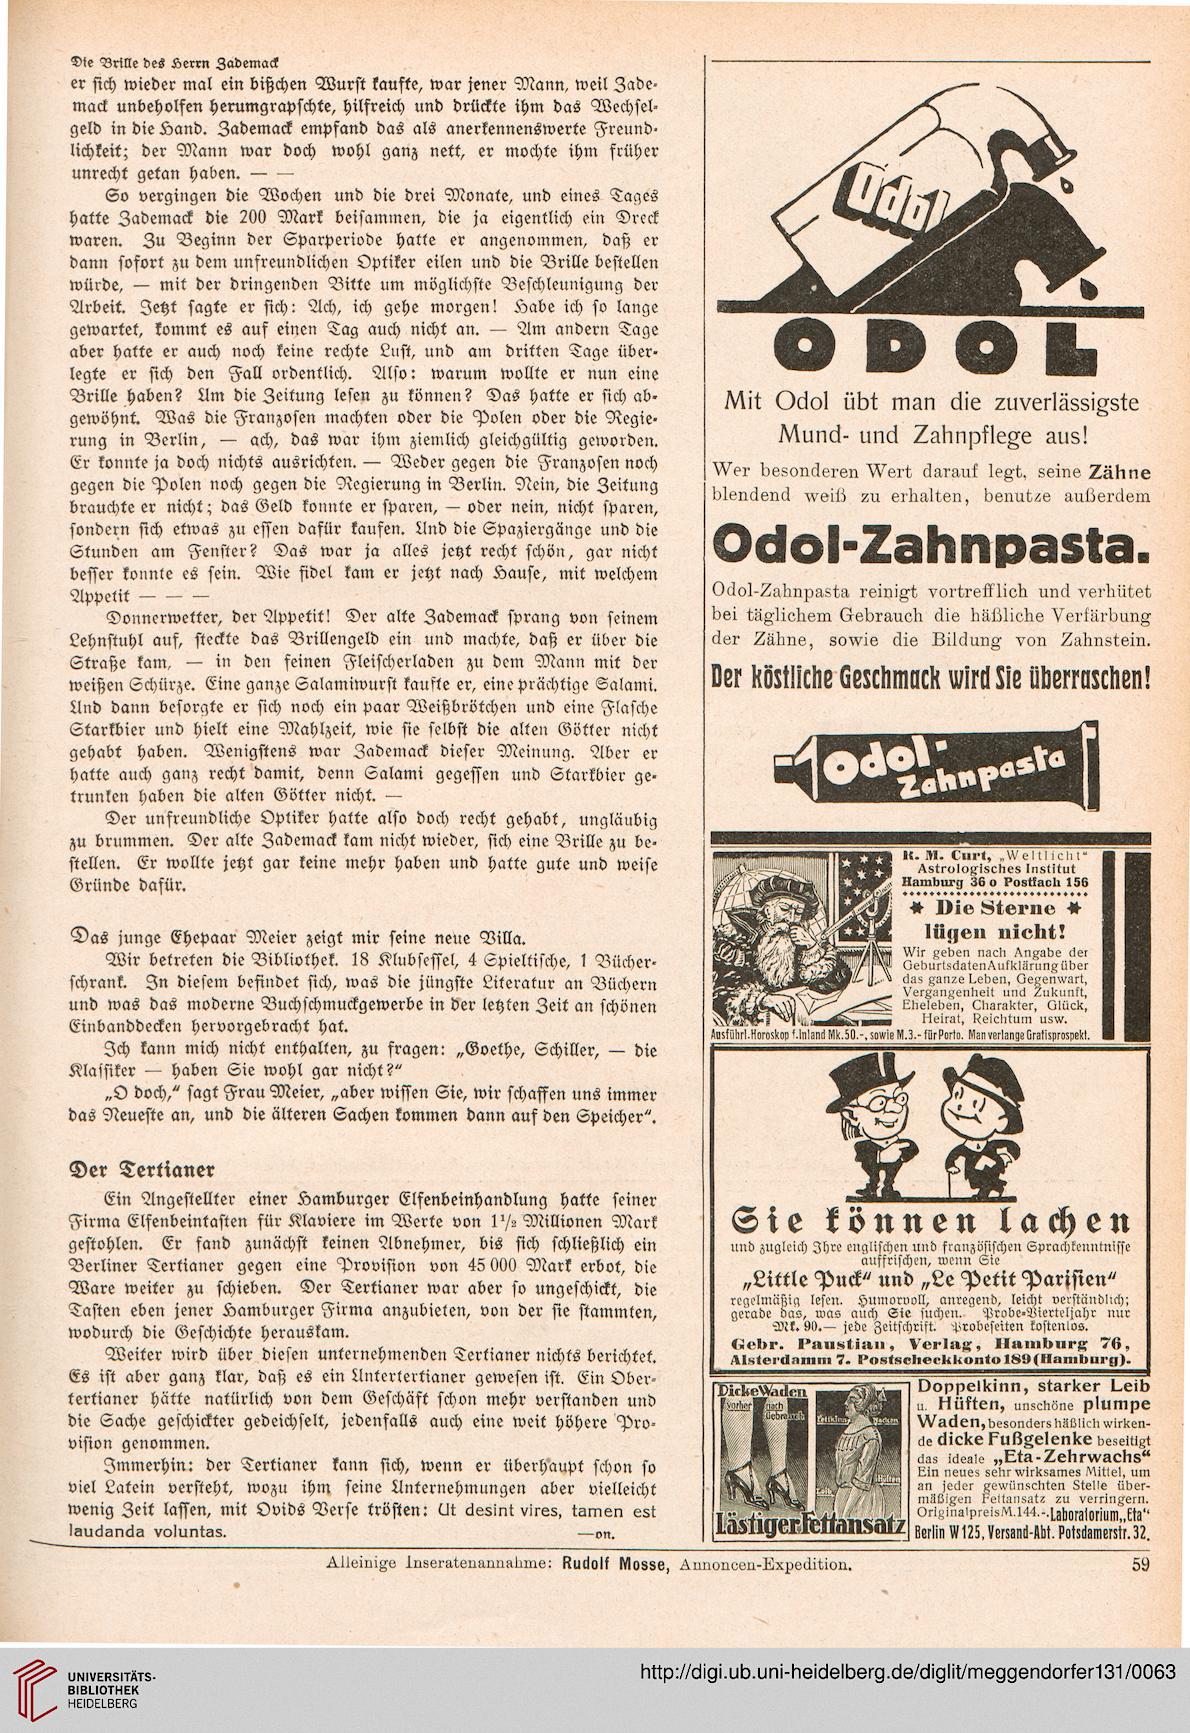 Die Brille des Herrn Zademack
er sich wieder mal ein bißchen Wurst kaufte, war jener Mann, weil Zade-
mack unbeholfen herumgrapschte, hilfreich und drückte ihm das Wechsel-
geld in die Hand. Zademack empfand das als anerkennenswerte Freund-
lichkeit; der Mann war doch wohl ganz nett, er mochte ihm früher
unrecht getan haben. — —
So vergingen die Wochen und die drei Monate, und eines Tages
hatte Zademack die 200 Mark beisammen, die ja eigentlich ein Dreck
waren. Zu Beginn der Sparperiode hatte er angenommen, daß er
dann sofort zu dem unfreundlichen Optiker eilen und die Brille bestellen
würde, — mit der dringenden Bitte um möglichste Beschleunigung der
Arbeit. Jetzt sagte er sich: Ach, ich gehe morgen! Habe ich so lange
gewartet, kommt es auf einen Tag auch nicht an. — Am andern Tage
aber hatte er auch noch keine rechte Lust, und am dritten Tage über-
legte er sich den Fall ordentlich. Also: warum wollte er nun eine
Brille haben? Um die Zeitung lesen zu können? Das hatte er sich ab-
gewöhnt. Was die Franzosen machten oder die Polen oder die Regie-
rung in Berlin, — ach, das war ihm ziemlich gleichgültig geworden.
Er konnte ja doch nichts ausrichten. — Weder gegen die Franzosen noch
gegen die Polen noch gegen die Regierung in Berlin. Nein, die Zeitung
brauchte er nicht; das Geld konnte er sparen, — oder nein, nicht sparen,
sondern sich etwas zu essen dafür kaufen. Und die Spaziergänge und die
Stunden am Fenster? Das war ja alles jetzt recht schön, gar nicht
besser konnte es sein. Wie fidel kam er jetzt nach Hause, mit welchem
Appetit — — —
Donnerwetter, der Appetit! Der alte Zademack sprang von seinem
Lehnstuhl auf, steckte das Brillengeld ein und machte, daß er über die
Straße kam, — in den feinen Fleischerladen zu dem Mann mit der
weißen Schürze. Eine ganze Salamiwurst kaufte er, eine prächtige Salami.
Und dann besorgte er sich noch ein paar Weißbrötchen und eine Flasche
Starkbier und hielt eine Mahlzeit, wie sie selbst die alten Götter nicht
gehabt haben. Wenigstens war Zademack dieser Meinung. Aber er
hatte auch ganz recht damit, denn Salami gegessen und Starkbier ge-
trunken haben die alten Götter nicht. —
Der unfreundliche Optiker hatte also doch recht gehabt, ungläubig
zu brummen. Der alte Zademack kam nicht wieder, sich eine Brille zu be-
stellen. Er wollte jetzt gar keine mehr haben und hatte gute und weise
Gründe dafür.
Das junge Ehepaar Meier zeigt mir seine neue Villa.
Wir betreten die Bibliothek. 18 Klubsessel, 4 Spieltische, 1 Bücher-
schrank. In diesem befindet sich, was die jüngste Literatur an Büchern
und was das moderne Buchschmuckgewerbe in der letzten Zeit an schönen
Einbanddecken hervorgebracht hat.
Ich kann mich nicht enthalten, zu fragen: „Goethe, Schiller, — die
Klassiker — haben Sie wohl gar nicht?"
„O doch," sagt Frau Meier, „aber wissen Sie, wir schaffen uns immer
das Neueste an, und die älteren Sachen kommen dann auf den Speicher".
Der Tertianer
Ein Angestellter einer Hamburger Elfenbeinhandlung hatte seiner
Firma Elfenbeintasten für Klaviere im Werte von 1½ Millionen Mark
gestohlen. Er fand zunächst keinen Abnehmer, bis sich schließlich ein
Berliner Tertianer gegen eine Provision von 45 000 Mark erbot, die
Ware weiter zu schieben. Der Tertianer war aber so ungeschickt, die
Tasten eben jener Hamburger Firma anzubieten, von der sie stammten,
wodurch die Geschichte herauskam.
Weiter wird über diesen unternehmenden Tertianer nichts berichtet.
Es ist aber ganz klar, daß es ein Untertertianer gewesen ist. Ein Ober-
tertianer hätte natürlich von dem Geschäft schon mehr verstanden und
die Sache geschickter gedeichselt, jedenfalls auch eine weit höhere Pro-
vision genommen.
Immerhin: der Tertianer kann sich, wenn er überhaupt schon so
viel Latein versteht, wozu ihm seine Unternehmungen aber vielleicht
wenig Zeit lassen, mit Ovids Verse trösten: Ut desint vires, tamen est
laudanda voluntas. —on.
Odol
ODOL
Mit Odol übt man die zuverlässigste
Mund- und Zahnpflege aus!
Wer besonderen Wert darauf legt, seine Zähne
blendend weiß zu erhalten, benutze außerdem
Odol-Zahnpasta.
Odol-Zahnpasta reinigt vortrefflich und verhütet
bei täglichem Gebrauch die häßliche Verfärbung
der Zähne, sowie die Bildung von Zahnstein.
Der köstliche Geschmack wird Sie überraschen!
Odol-
Zahnpasta
K. M. Curt, „Weltlicht"
Astrologisches Institut
Hamburg 36 o Postfach 156
* Die Sterne *
lügen nicht!
Wir geben nach Angabe der
Geburtsdaten Aufklärung über
das ganze Leben, Gegenwart,
Vergangenheit und Zukunft,
Eheleben, Charakter, Glück,
Heirat, Reichtum usw.
Ausführl. Horoskop f. Inland Mk. 50.-, sowie M. 3.- für Porto. Man verlange Gratisprospekt.
Sie können lachen
und zugleich Ihre englischen und französischen Sprachkenntnisse
auffrischen, wenn Sie
„Little Puck" und „Le Petit Parisien"
regelmäßig lesen. Humorvoll, anregend, leicht verständlich;
gerade das, was auch Sie suchen. Probe-Vierteljahr nur
Mk. 90.— jede Zeitschrift. Probeseiten kostenlos.
Gebr. Paustian, Verlag, Hamburg 76,
Alsterdamm 7. Postscheckkonto 189 (Hamburg).
Dicke Waden
Vorher nach Gebrauch
Fettkinn Nacken
Hüften
Leib
Lästiger Fettansatz
Doppelkinn, starker Leib
u. Hüften, unschöne plumpe
Waden, besonders häßlich wirken-
de dicke Fußgelenke beseitigt
das ideale „Eta-Zehrwachs"
Ein neues sehr wirksames Mittel, um
an jeder gewünschten Stelle über-
mäßigen Fettansatz zu verringern.
Originalpreis M. 144.-. Laboratorium „Eta"
Berlin W 125, Versand-Abt. Potsdamerstr. 32.
Alleinige Inseratenannahme: Rudolf Mosse, Annoncen-Expedition. 59
UNIVERSITÄTS-
BIBLIOTHEK
HEIDELBERG
http://digi.ub.uni-heidelberg.de/diglit/meggendorfer131/0063